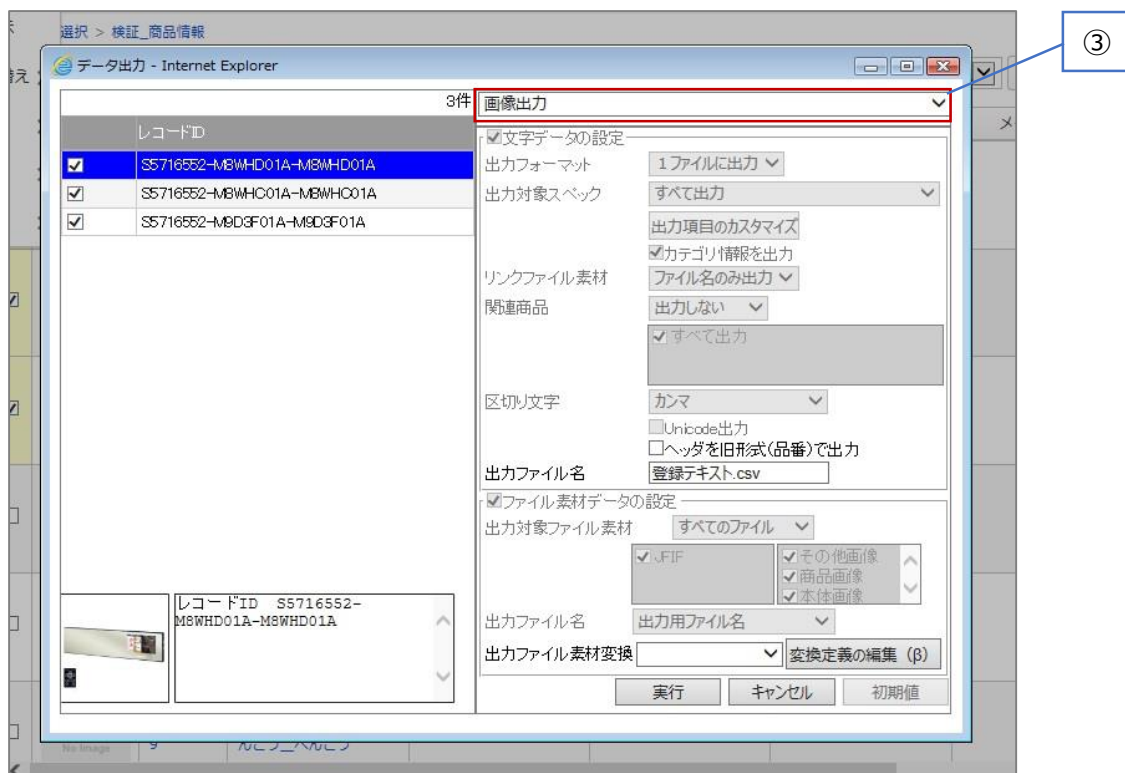 選択 > 検証_商品情報
③
データ出力 - Internet Explorer
替え
メ
3件
画像出力
レコードID
S5716552-M8WHD01A-M8WHD01A
S5716552-M8WHC01A-M8WHC01A
S5716552-M9D3F01A-M9D3F01A
文字データの設定
出力フォーマット 1ファイルに出力
出力対象スペック すべて出力
出力項目のカスタマイズ
カテゴリ情報を出力
リンクファイル素材 ファイル名のみ出力
関連商品 出力しない
すべて出力
区切り文字 カンマ
Unicode出力
ヘッダを旧形式(品番)で出力
出力ファイル名 登録テキスト.csv
ファイル素材データの設定
出力対象ファイル素材 すべてのファイル
JFIF
その他画像
商品画像
本体画像
出力ファイル名 出力用ファイル名
出力ファイル素材変換 変換定義の編集 (β)
実行 キャンセル 初期値
レコードID S5716552-
M8WHD01A-M8WHD01A
No Image